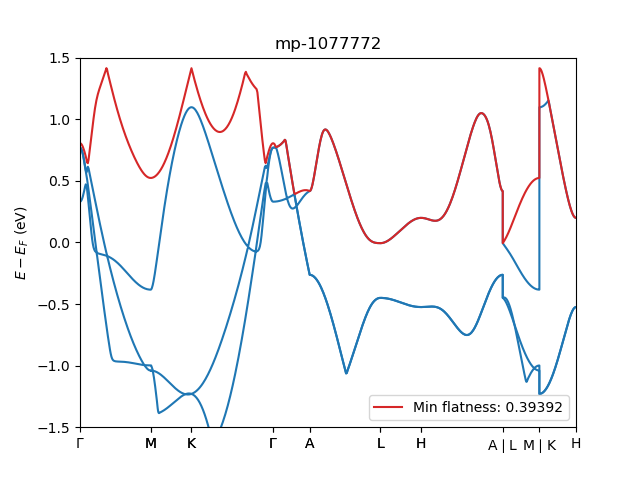 mp-1077772
E − E_F (eV)
1.5
1.0
0.5
0.0
−0.5
−1.0
−1.5
Min flatness: 0.39392
Γ M K Γ A L H A | L M | K H